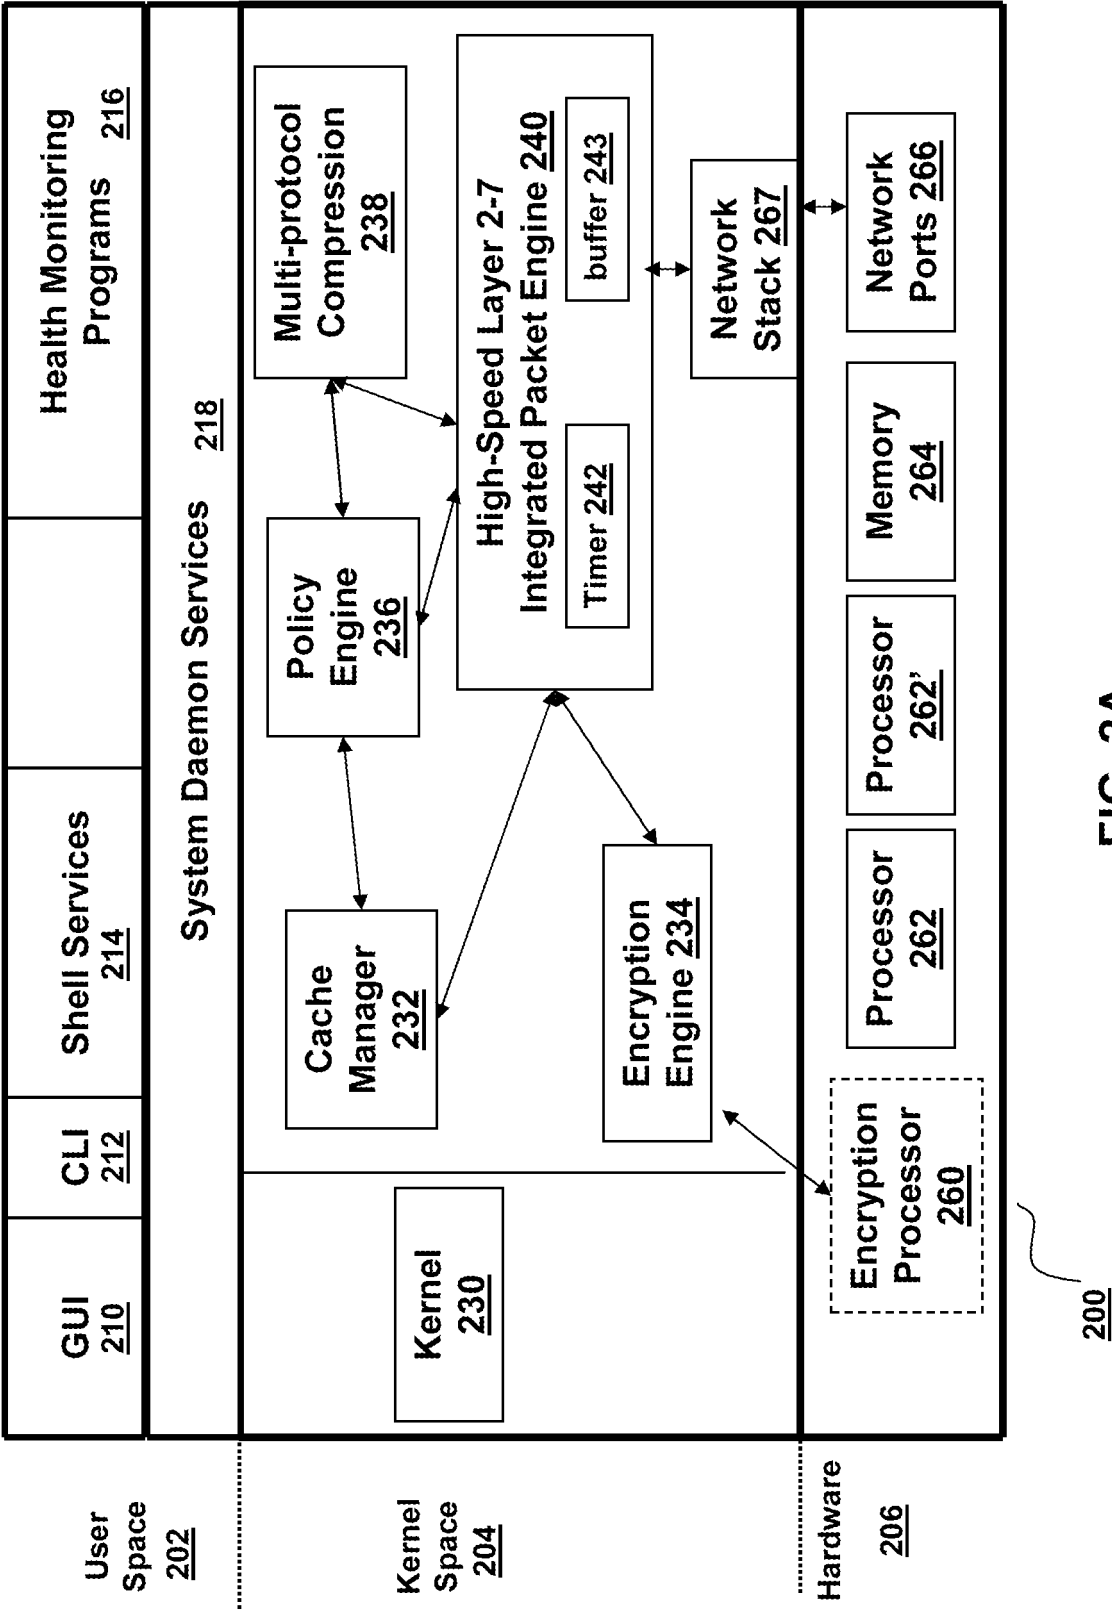 User
Space
202
GUI
210
CLI
212
Shell Services
214
Health Monitoring
Programs 216
System Daemon Services 218
Kernel
Space
204
Kernel
230
Cache
Manager
232
Policy
Engine
236
Multi-protocol
Compression
238
High-Speed Layer 2-7
Integrated Packet Engine 240
Timer 242
buffer 243
Encryption
Engine 234
Network
Stack 267
Hardware
206
Encryption
Processor
260
Processor
262
Processor
262'
Memory
264
Network
Ports 266
200
FIG. 2A